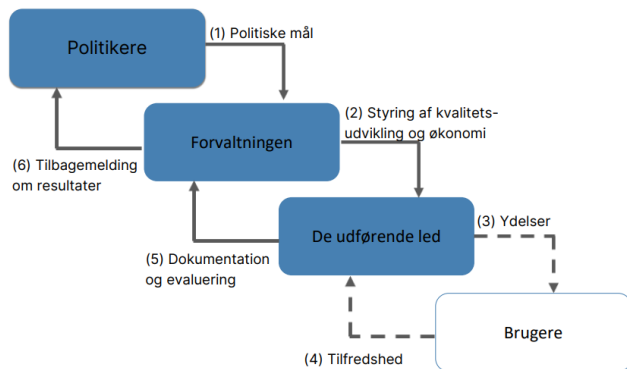 Politikere
(1) Politiske mål
Forvaltningen
(2) Styring af kvalitets-
udvikling og økonomi
(6) Tilbagemelding
om resultater
De udførende led
(3) Ydelser
(5) Dokumentation
og evaluering
Brugere
(4) Tilfredshed